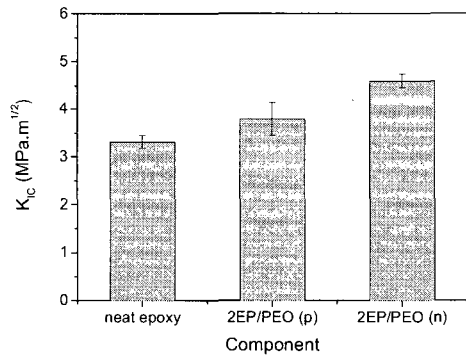 6
5
4
3
2
1
0
K_IC (MPa.m^1/2)
neat epoxy 2EP/PEO (p) 2EP/PEO (n)
Component